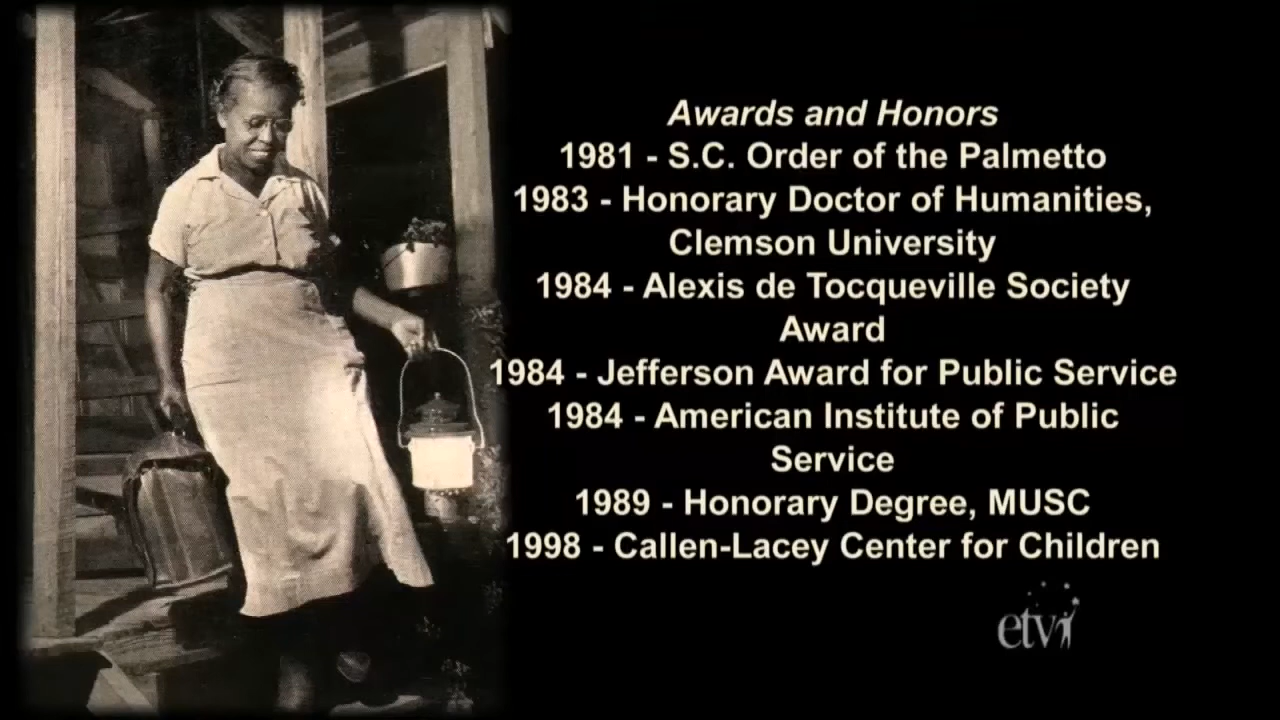 Awards and Honors
1981 - S.C. Order of the Palmetto
1983 - Honorary Doctor of Humanities,
Clemson University
1984 - Alexis de Tocqueville Society
Award
1984 - Jefferson Award for Public Service
1984 - American Institute of Public
Service
1989 - Honorary Degree, MUSC
1998 - Callen-Lacey Center for Children
etv